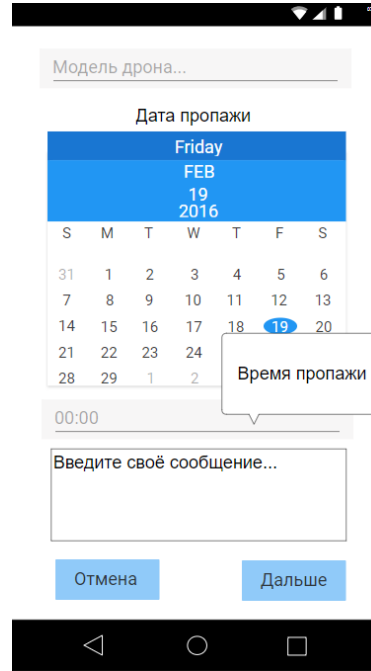 Модель дрона...
Дата пропажи
Friday
FEB
19
2016
S M T W T F S
31 1 2 3 4 5 6
7 8 9 10 11 12 13
14 15 16 17 18 19 20
21 22 23 24
28 29 1 2
Время пропажи
00:00
Введите своё сообщение...
Отмена Дальше